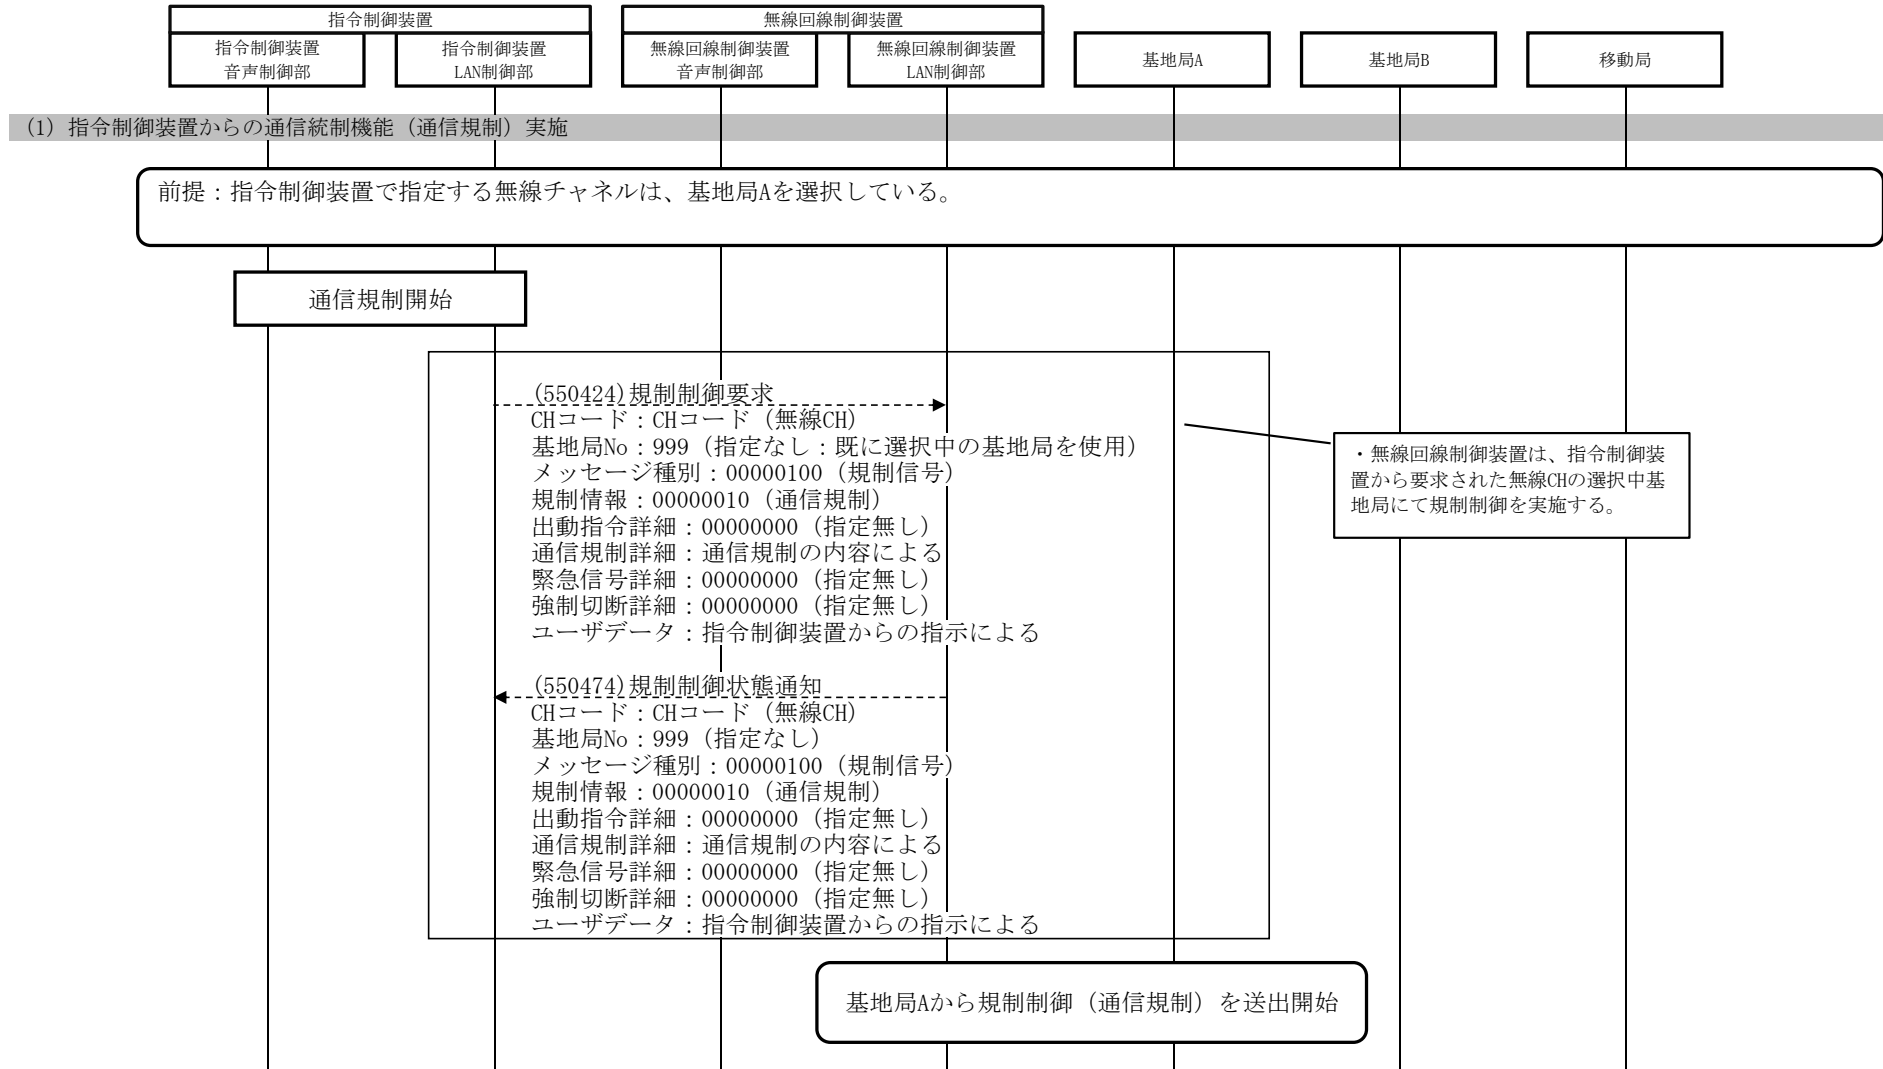 指令制御装置
無線回線制御装置
指令制御装置
音声制御部
指令制御装置
LAN制御部
無線回線制御装置
音声制御部
無線回線制御装置
LAN制御部
基地局A
基地局B
移動局
(1) 指令制御装置からの通信統制機能（通信規制）実施
前提：指令制御装置で指定する無線チャネルは、基地局Aを選択している。
通信規制開始
(550424)規制制御要求
CHコード：CHコード（無線CH）
基地局No：999（指定なし：既に選択中の基地局を使用）
メッセージ種別：00000100（規制信号）
規制情報：00000010（通信規制）
出動指令詳細：00000000（指定無し）
通信規制詳細：通信規制の内容による
緊急信号詳細：00000000（指定無し）
強制切断詳細：00000000（指定無し）
ユーザデータ：指令制御装置からの指示による
・無線回線制御装置は、指令制御装
置から要求された無線CHの選択中基
地局にて規制制御を実施する。
(550474)規制制御状態通知
CHコード：CHコード（無線CH）
基地局No：999（指定なし）
メッセージ種別：00000100（規制信号）
規制情報：00000010（通信規制）
出動指令詳細：00000000（指定無し）
通信規制詳細：通信規制の内容による
緊急信号詳細：00000000（指定無し）
強制切断詳細：00000000（指定無し）
ユーザデータ：指令制御装置からの指示による
基地局Aから規制制御（通信規制）を送出開始